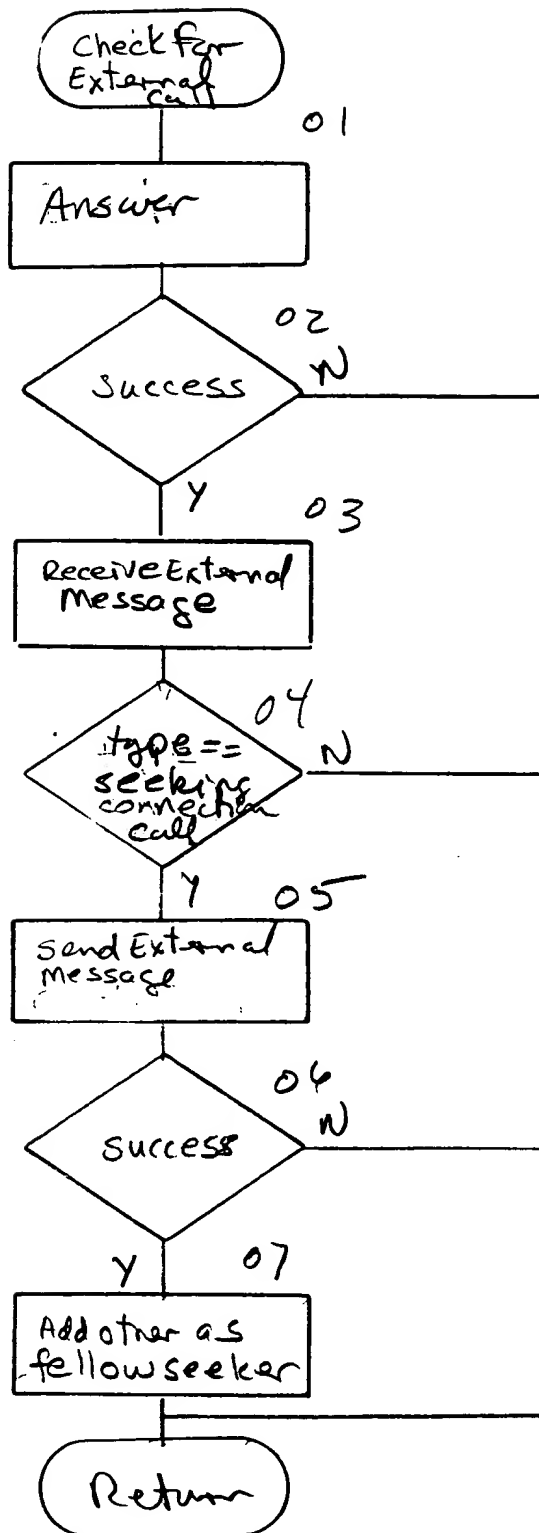 Check for
External
Call
01
Answer
02
success
N
Y
03
Receive External
Message
04
type ==
seeking
connection
call
N
Y
05
Send External
Message
06
success
N
Y
07
Add other as
fellow seeker
Return